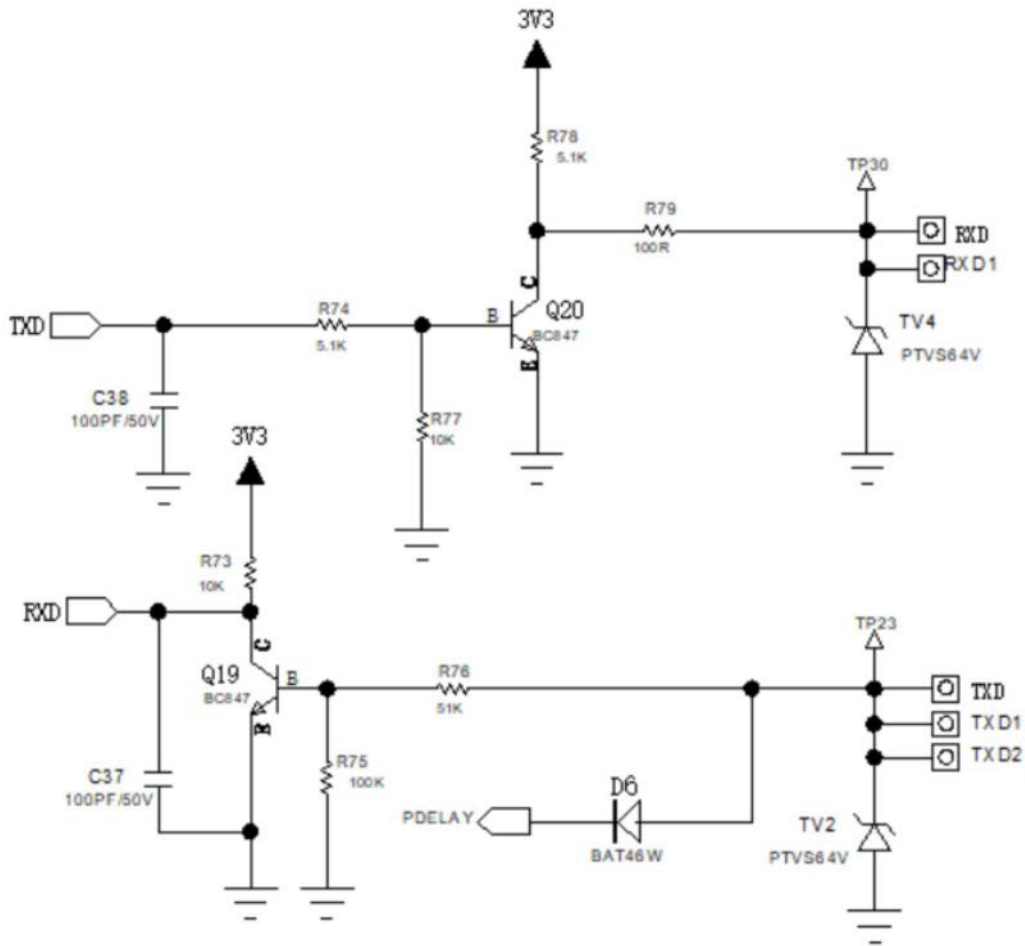 3V3
R78
5.1K
TP30
R79
100R
RXD
RXD1
C
Q20
B
BC847
E
TXD
R74
5.1K
TV4
PTVS64V
C38
100PF/50V
R77
10K
3V3
R73
10K
RXD
TP23
C
Q19
B
BC847
E
R76
51K
TXD
TXD1
TXD2
R75
100K
C37
100PF/50V
D6
PDELAY
BAT46W
TV2
PTVS64V